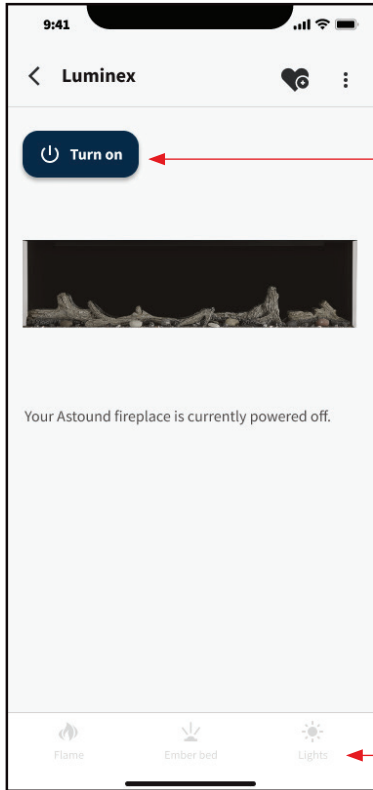 9:41
Luminex
Turn on
Your Astound fireplace is currently powered off.
Flame Ember bed Lights